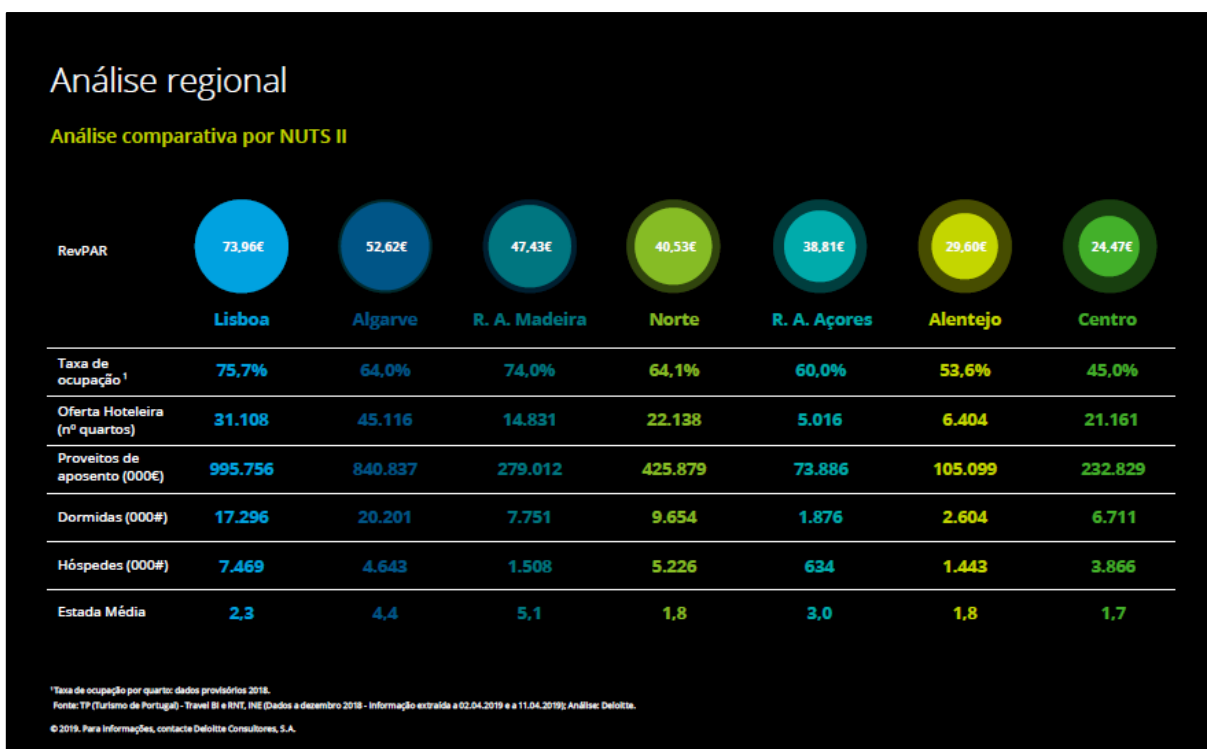 Análise regional
Análise comparativa por NUTS II
RevPAR 73,96€ 52,62€ 47,43€ 40,53€ 38,81€ 29,60€ 24,47€
Lisboa Algarve R. A. Madeira Norte R. A. Açores Alentejo Centro
Taxa de
ocupação ¹ 75,7% 64,0% 74,0% 64,1% 60,0% 53,6% 45,0%
Oferta Hoteleira
(nº quartos) 31.108 45.116 14.831 22.138 5.016 6.404 21.161
Proveitos de
aposento (000€) 995.756 840.837 279.012 425.879 73.886 105.099 232.829
Dormidas (000#) 17.296 20.201 7.751 9.654 1.876 2.604 6.711
Hóspedes (000#) 7.469 4.643 1.508 5.226 634 1.443 3.866
Estada Média 2,3 4,4 5,1 1,8 3,0 1,8 1,7
¹Taxa de ocupação por quarto: dados provisórios 2018.
Fonte: TP (Turismo de Portugal) - Travel BI e RNT, INE (Dados a dezembro 2018 - Informação extraída a 02.04.2019 e a 11.04.2019); Análise: Deloitte.
© 2019. Para informações, contacte Deloitte Consultores, S.A.